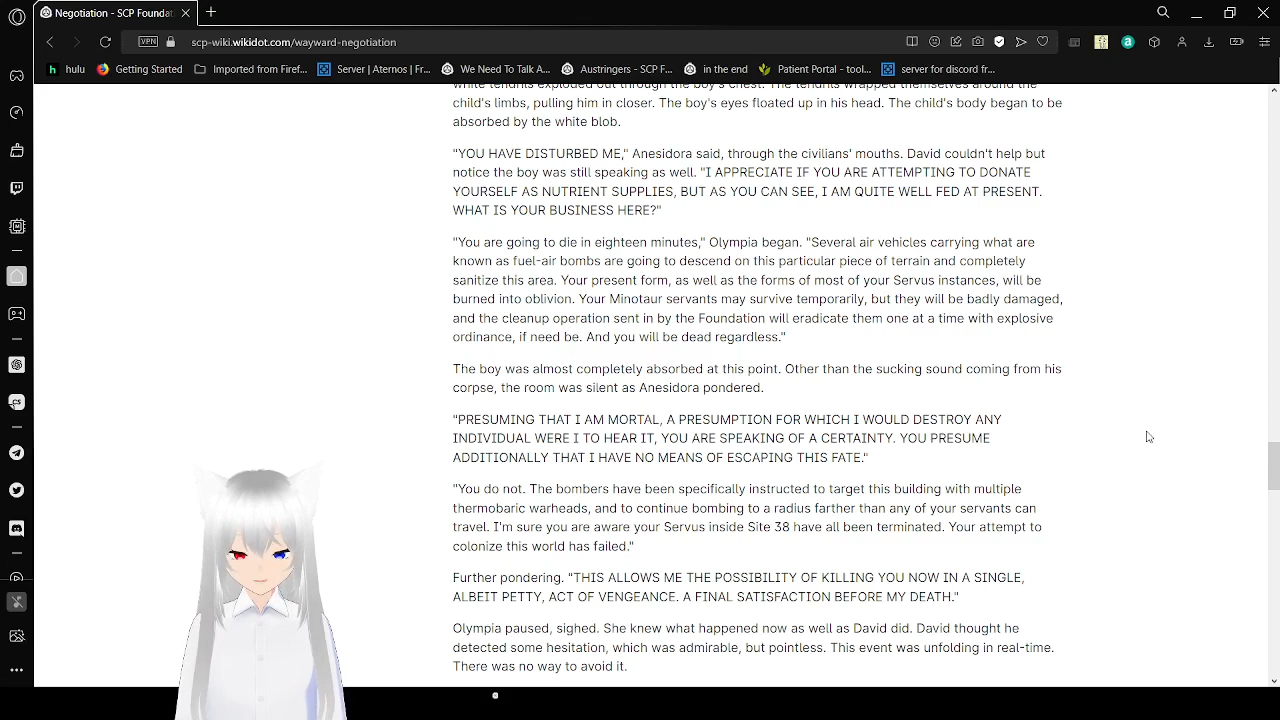 Negotiation - SCP Foundat
scp-wiki.wikidot.com/wayward-negotiation
VPN
hulu
Getting Started
Imported from Firef...
Server | Aternos | Fr...
We Need To Talk A...
Austringers - SCP F...
in the end
Patient Portal - tool...
server for discord fr...
while tendrils exploded out through the boy's chest. The tendrils wrapped themselves around the
child's limbs, pulling him in closer. The boy's eyes floated up in his head. The child's body began to be
absorbed by the white blob.
"YOU HAVE DISTURBED ME," Anesidora said, through the civilians' mouths. David couldn't help but
notice the boy was still speaking as well. "I APPRECIATE IF YOU ARE ATTEMPTING TO DONATE
YOURSELF AS NUTRIENT SUPPLIES, BUT AS YOU CAN SEE, I AM QUITE WELL FED AT PRESENT.
WHAT IS YOUR BUSINESS HERE?"
"You are going to die in eighteen minutes," Olympia began. "Several air vehicles carrying what are
known as fuel-air bombs are going to descend on this particular piece of terrain and completely
sanitize this area. Your present form, as well as the forms of most of your Servus instances, will be
burned into oblivion. Your Minotaur servants may survive temporarily, but they will be badly damaged,
and the cleanup operation sent in by the Foundation will eradicate them one at a time with explosive
ordinance, if need be. And you will be dead regardless."
The boy was almost completely absorbed at this point. Other than the sucking sound coming from his
corpse, the room was silent as Anesidora pondered.
"PRESUMING THAT I AM MORTAL, A PRESUMPTION FOR WHICH I WOULD DESTROY ANY
INDIVIDUAL WERE I TO HEAR IT, YOU ARE SPEAKING OF A CERTAINTY. YOU PRESUME
ADDITIONALLY THAT I HAVE NO MEANS OF ESCAPING THIS FATE."
"You do not. The bombers have been specifically instructed to target this building with multiple
thermobaric warheads, and to continue bombing to a radius farther than any of your servants can
travel. I'm sure you are aware your Servus inside Site 38 have all been terminated. Your attempt to
colonize this world has failed."
Further pondering. "THIS ALLOWS ME THE POSSIBILITY OF KILLING YOU NOW IN A SINGLE,
ALBEIT PETTY, ACT OF VENGEANCE. A FINAL SATISFACTION BEFORE MY DEATH."
Olympia paused, sighed. She knew what happened now as well as David did. David thought he
detected some hesitation, which was admirable, but pointless. This event was unfolding in real-time.
There was no way to avoid it.